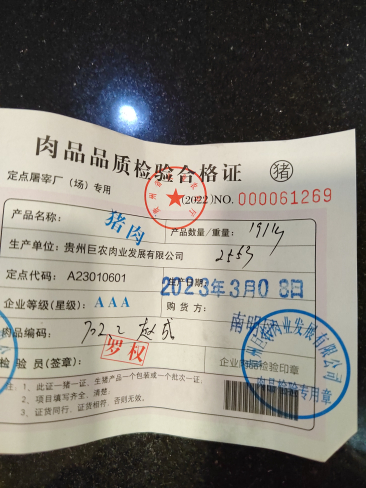 肉品品质检验合格证
猪
定点屠宰厂（场）专用
(2022)NO. 000061269
产品名称： 猪肉
产品数量/重量：
生产单位：贵州巨农肉业发展有限公司
定点代码： A23010601
生产日期： 2023年3月08日
企业等级(星级)： AAA
购 货 方：
肉品编码：
检 验 员(签章)： 罗权
企业 检验印章
肉品检验专用章
注：1、此证一猪一证，生猪产品一个包装或一个批次一证；
2、项目填写齐全，清楚；
3、证货同行，证货相符，否则无效。